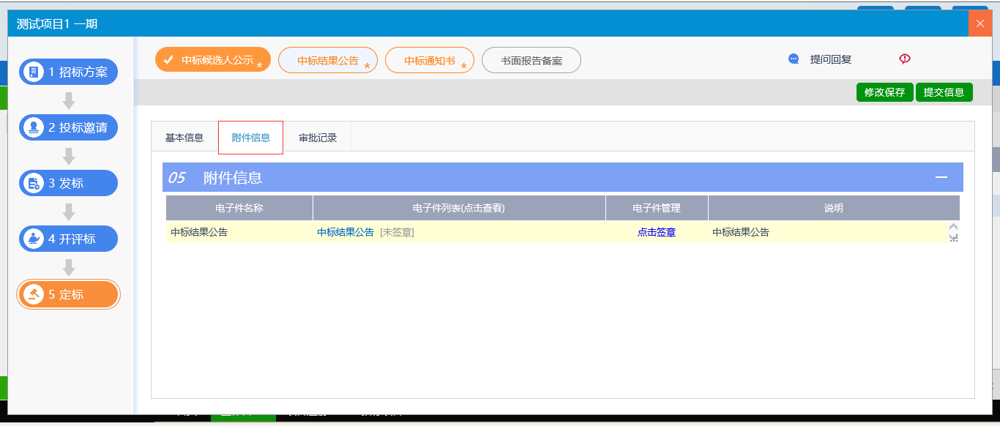 测试项目1 一期
1 招标方案
2 投标邀请
3 发标
4 开评标
5 定标
中标候选人公示 *
中标结果公告 *
中标通知书 *
书面报告备案
提问回复
修改保存
提交信息
基本信息
附件信息
审批记录
05 附件信息
电子件名称 电子件列表(点击查看) 电子件管理 说明
中标结果公告 中标结果公告 [未签章] 点击签章 中标结果公告